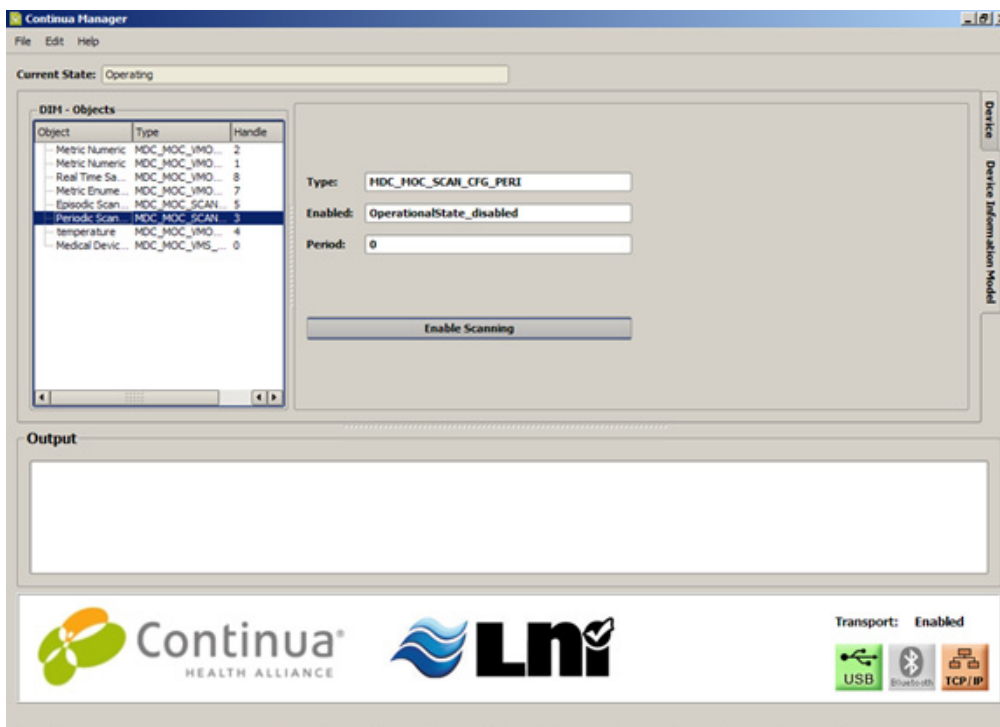 Continua Manager
File Edit Help
Current State: Operating
DIM - Objects
Object Type Handle
Metric Numeric MDC_MOC_VMO... 2
Metric Numeric MDC_MOC_VMO... 1
Real Time Sa... MDC_MOC_VMO... 8
Metric Enume... MDC_MOC_VMO... 7
Episodic Scan... MDC_MOC_SCAN... 5
Periodic Scan... MDC_MOC_SCAN... 3
temperature MDC_MOC_VMO... 4
Medical Devic... MDC_MOC_VMS_... 0
Type: MDC_MOC_SCAN_CFG_PERI
Enabled: OperationalState_disabled
Period: 0
Enable Scanning
Device
Device Information Model
Output
Continua®
HEALTH ALLIANCE
LNi
Transport: Enabled
USB
Bluetooth
TCP/IP